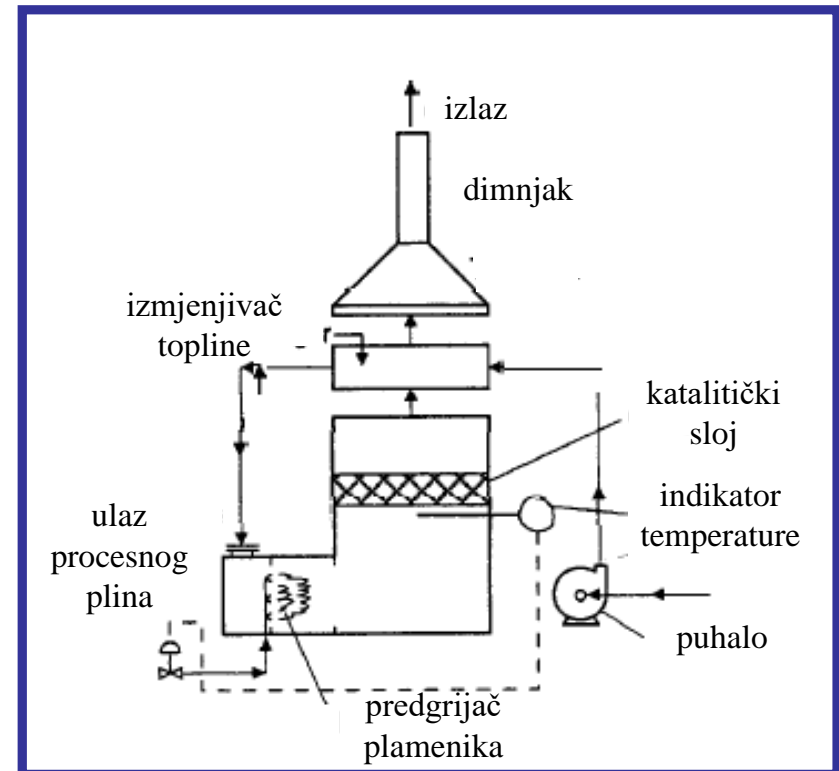 izlaz
dimnjak
izmjenjivač
topline
katalitički
sloj
indikator
temperature
ulaz
procesnog
plina
puhalo
predgrijač
plamenika